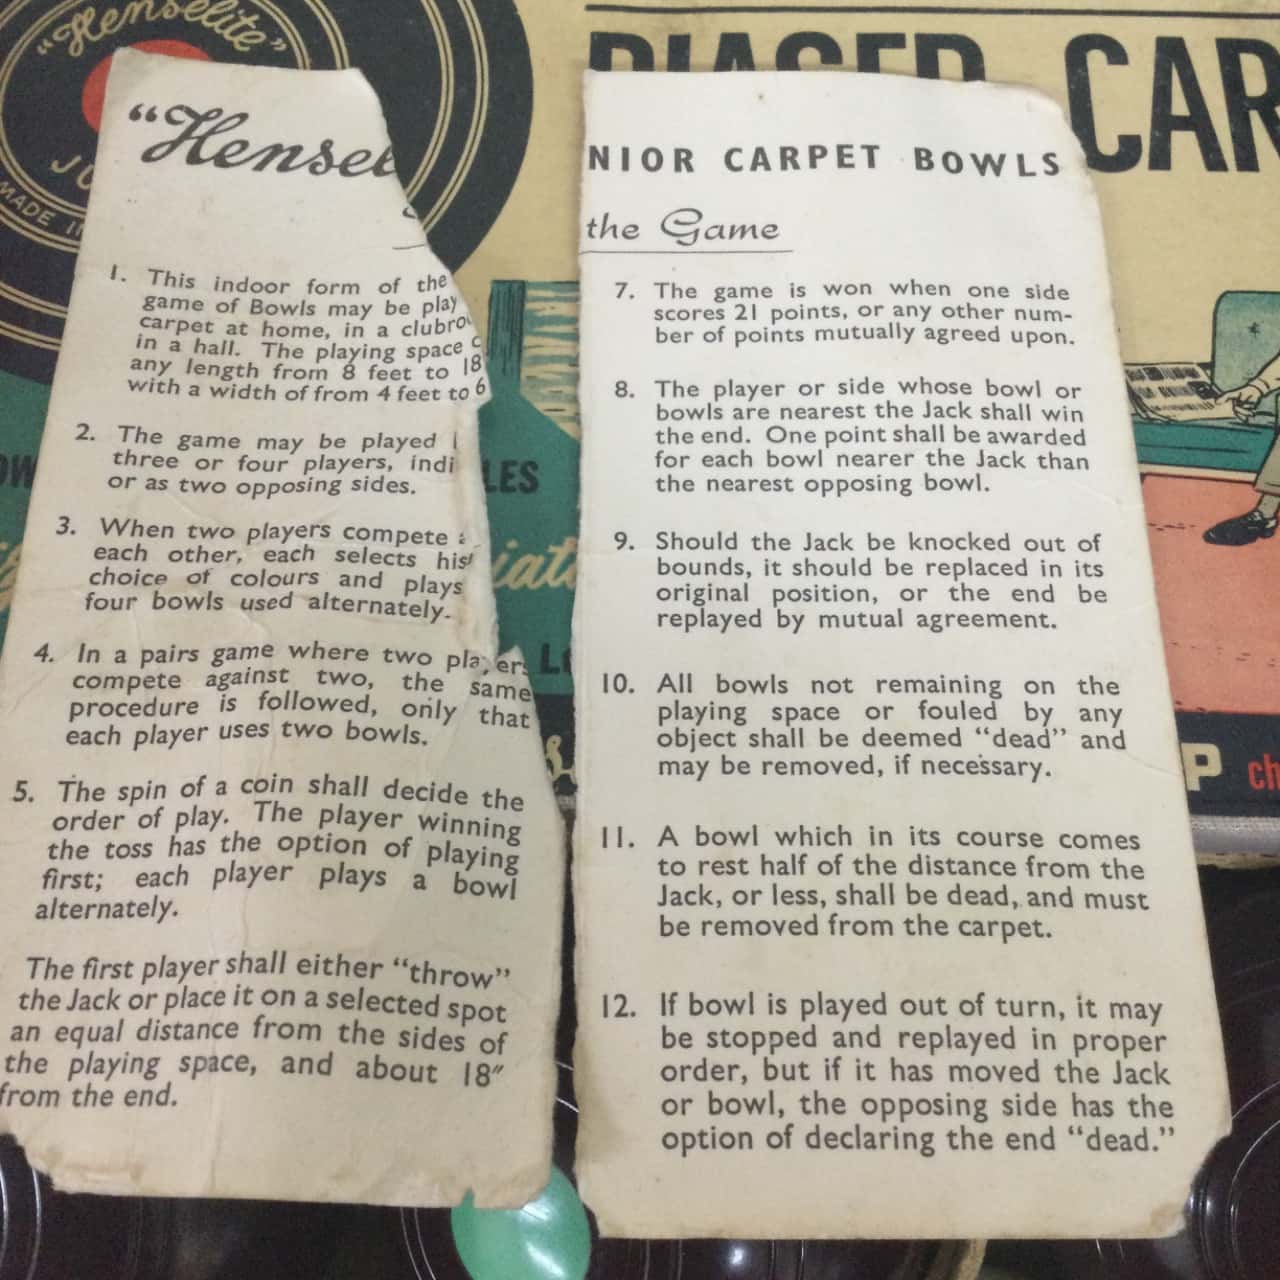 "Henselite"
JU
MADE IN
BIASED CAR
"Hensel
1. This indoor form of the
game of Bowls may be play
carpet at home, in a clubro
in a hall. The playing space
any length from 8 feet to 18
with a width of from 4 feet to 6
2. The game may be played
three or four players, indi
or as two opposing sides.
3. When two players compete
each other, each selects his
choice of colours and plays
four bowls used alternately.
4. In a pairs game where two players
compete against two, the same
procedure is followed, only that
each player uses two bowls.
5. The spin of a coin shall decide the
order of play. The player winning
the toss has the option of playing
first; each player plays a bowl
alternately.
The first player shall either "throw"
the Jack or place it on a selected spot
an equal distance from the sides of
the playing space, and about 18"
from the end.
NIOR CARPET BOWLS
the Game
7. The game is won when one side
scores 21 points, or any other num-
ber of points mutually agreed upon.
8. The player or side whose bowl or
bowls are nearest the Jack shall win
the end. One point shall be awarded
for each bowl nearer the Jack than
the nearest opposing bowl.
9. Should the Jack be knocked out of
bounds, it should be replaced in its
original position, or the end be
replayed by mutual agreement.
10. All bowls not remaining on the
playing space or fouled by any
object shall be deemed "dead" and
may be removed, if necessary.
11. A bowl which in its course comes
to rest half of the distance from the
Jack, or less, shall be dead, and must
be removed from the carpet.
12. If bowl is played out of turn, it may
be stopped and replayed in proper
order, but if it has moved the Jack
or bowl, the opposing side has the
option of declaring the end "dead."
LES
iat
P ch